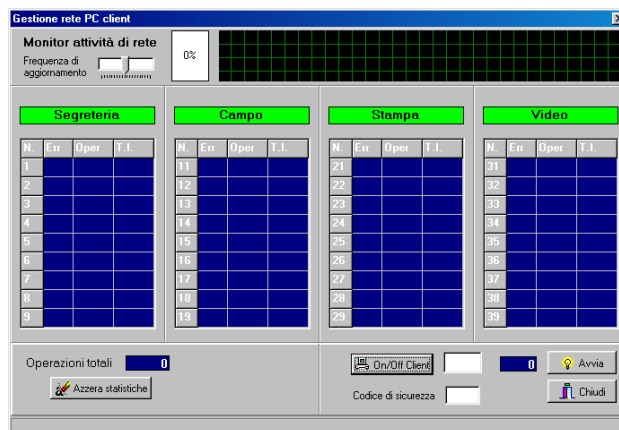 Gestione rete PC client
Monitor attività di rete
Frequenza di
aggiornamento
0%
Segreteria Campo Stampa Video
N. Err Oper T.I. N. Err Oper T.I. N. Err Oper T.I. N. Err Oper T.I.
1 11 21 31
2 12 22 32
3 13 23 33
4 14 24 34
5 15 25 35
6 16 26 36
7 17 27 37
8 18 28 38
9 19 29 39
Operazioni totali 0 On/Off Client 0 Avvia
Azzera statistiche Codice di sicurezza Chiudi